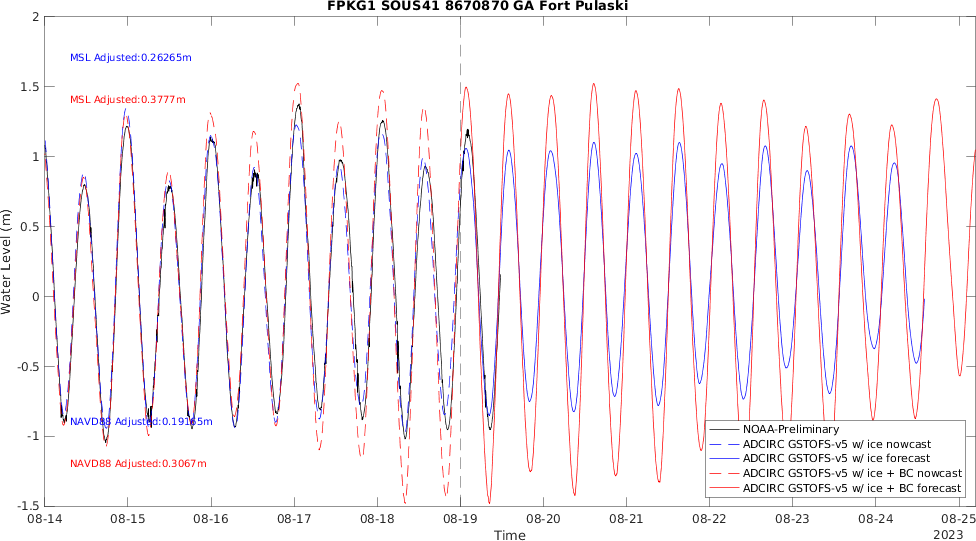 FPKG1 SOUS41 8670870 GA Fort Pulaski
2
1.5
1
0.5
0
-0.5
-1
-1.5
Water Level (m)
MSL Adjusted:0.26265m
MSL Adjusted:0.3777m
NAVD88 Adjusted:0.19165m
NAVD88 Adjusted:0.3067m
NOAA-Preliminary
ADCIRC GSTOFS-v5 w/ ice nowcast
ADCIRC GSTOFS-v5 w/ ice forecast
ADCIRC GSTOFS-v5 w/ ice + BC nowcast
ADCIRC GSTOFS-v5 w/ ice + BC forecast
08-14 08-15 08-16 08-17 08-18 08-19 08-20 08-21 08-22 08-23 08-24 08-25
Time
2023